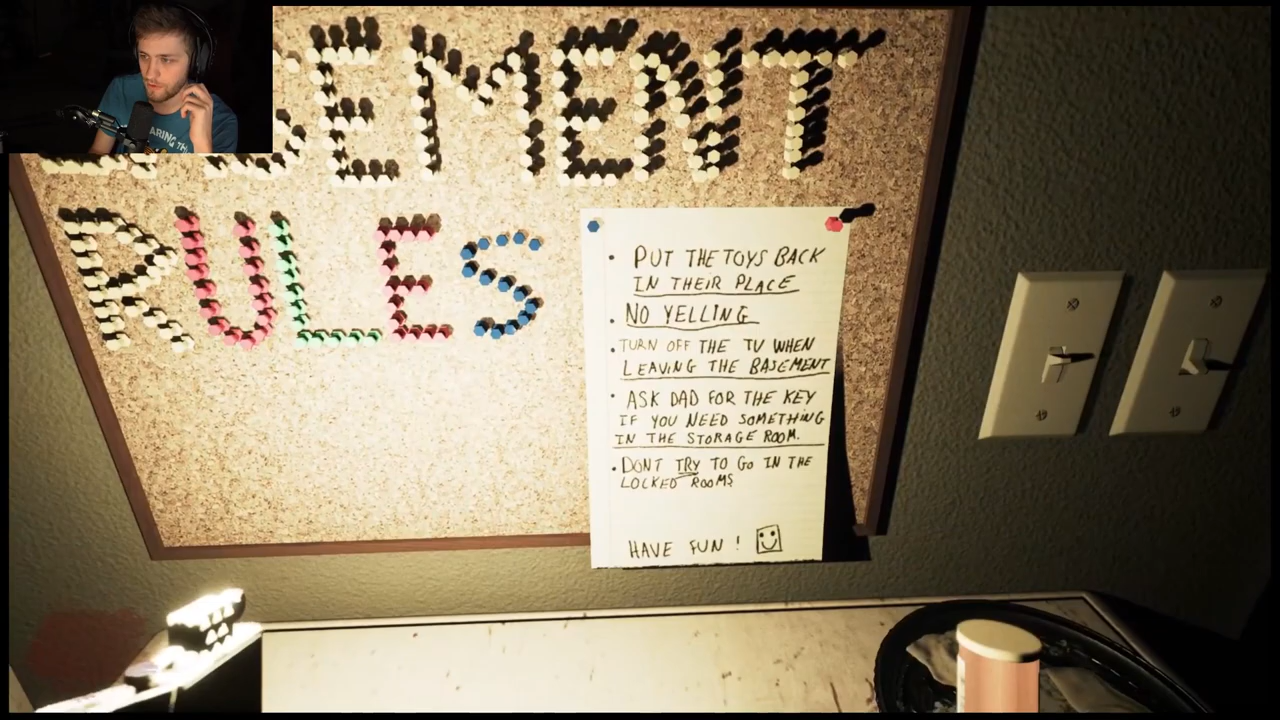 SEMENT
RULES
• PUT THE TOYS BACK
IN THEIR PLACE
• NO YELLING
• TURN OFF THE TV WHEN
LEAVING THE BASEMENT
• ASK DAD FOR THE KEY
IF YOU NEED SOMETHING
IN THE STORAGE ROOM.
• DONT TRY TO GO IN THE
LOCKED ROOMS
HAVE FUN !